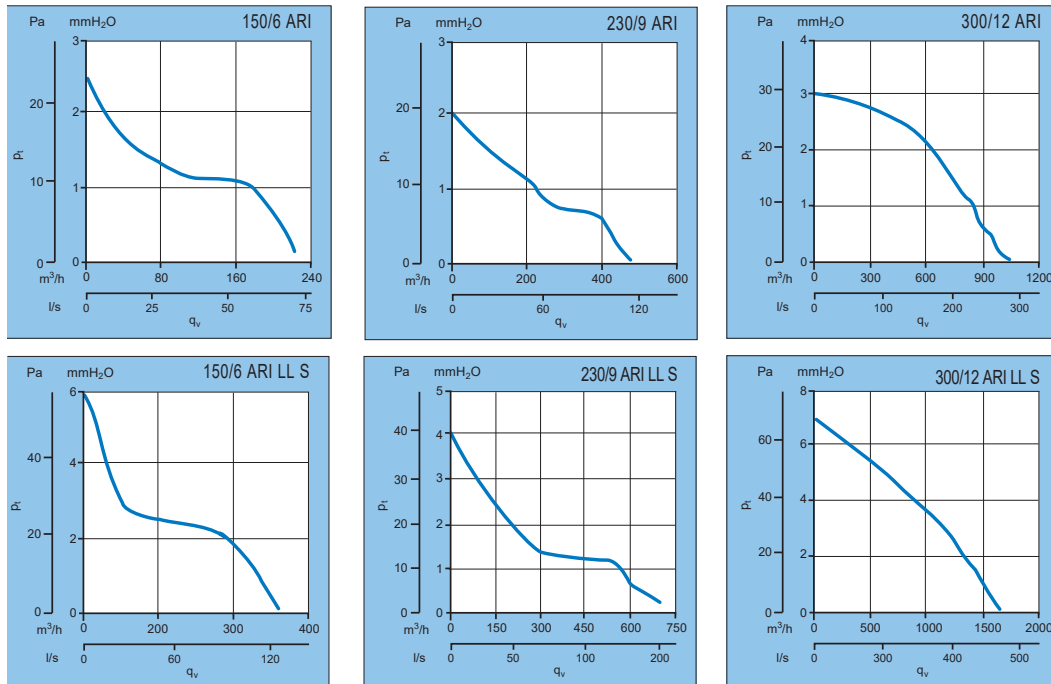 Pa mmH₂O 150/6 ARI
3
20
2
pₜ
10
1
0 0
m³/h 0 80 160 240
l/s 0 25 50 75
qᵥ
Pa mmH₂O 230/9 ARI
3
20
2
pₜ
10
1
0 0
m³/h 0 200 400 600
l/s 0 60 120
qᵥ
Pa mmH₂O 300/12 ARI
4
30
3
20
2
pₜ
10
1
0 0
m³/h 0 300 600 900 1200
l/s 0 100 200 300
qᵥ
Pa mmH₂O 150/6 ARI LL S
6
40
4
pₜ
20
2
0 0
m³/h 0 200 300 400
l/s 0 60 120
qᵥ
Pa mmH₂O 230/9 ARI LL S
5
40
4
30
3
pₜ
20
2
10
1
0 0
m³/h 0 150 300 450 600 750
l/s 0 50 100 200
qᵥ
Pa mmH₂O 300/12 ARI LL S
8
60
6
40
4
pₜ
20
2
0 0
m³/h 0 500 1000 1500 2000
l/s 0 300 400 500
qᵥ